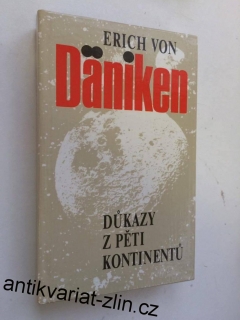 ERICH VON
Däniken
DŮKAZY
Z PĚTI
KONTINENTŮ
antikvariat-zlin.cz